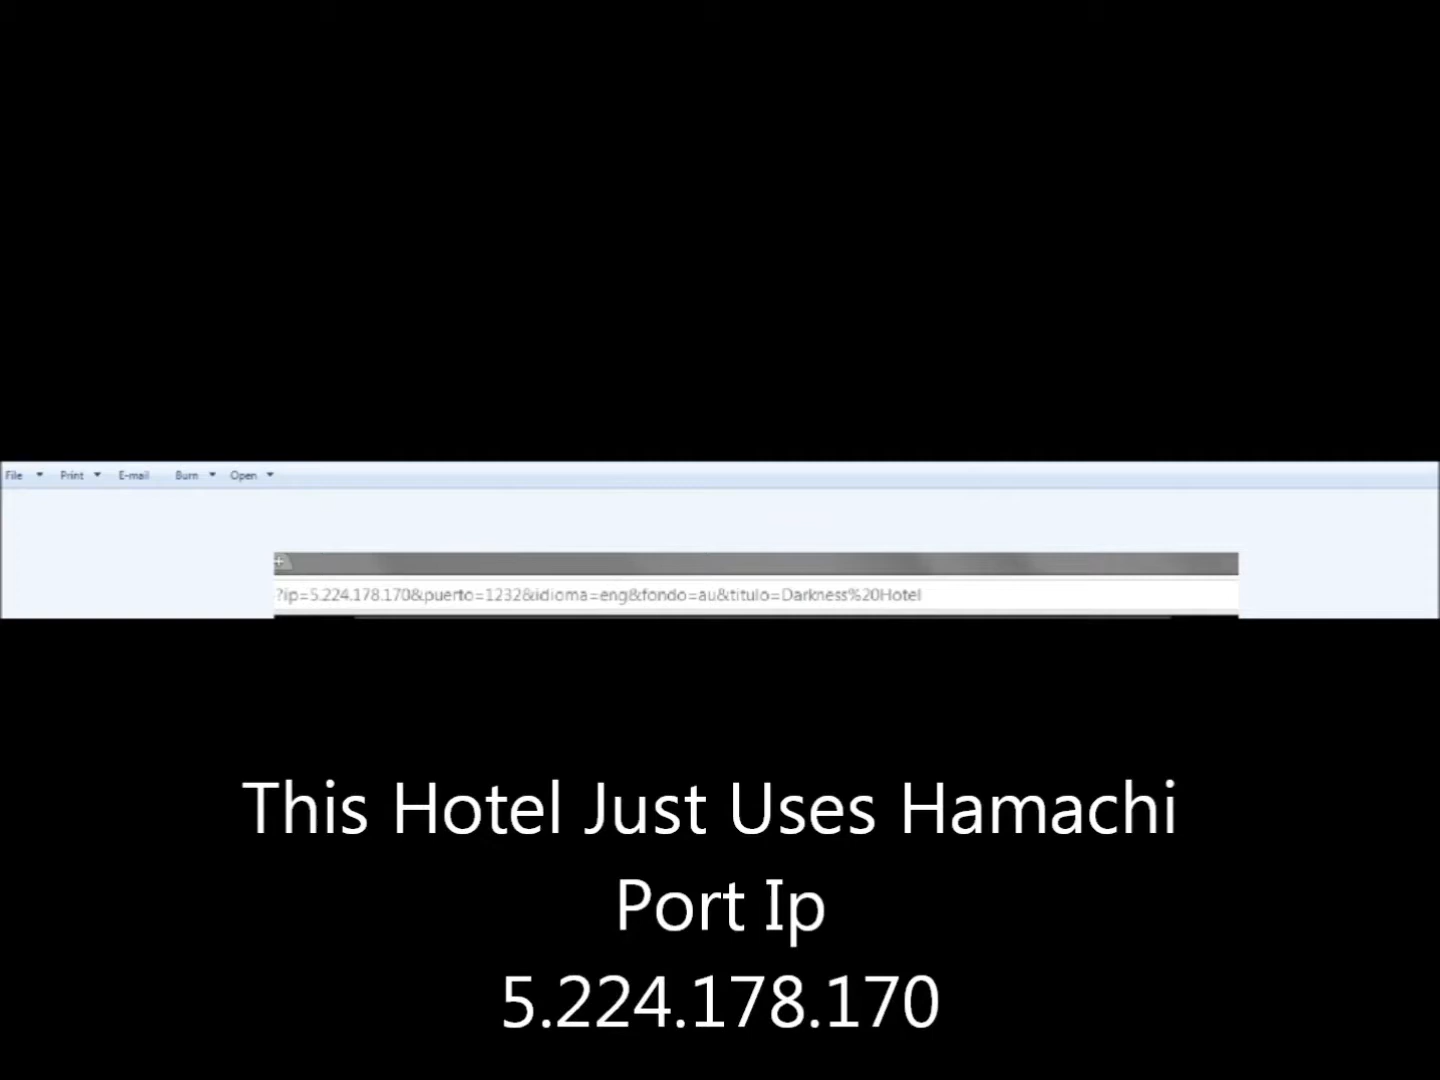 File Print E-mail Burn Open
?ip=5.224.178.170&puerto=1232&idioma=eng&fondo=au&titulo=Darkness%20Hotel
This Hotel Just Uses Hamachi
Port Ip
5.224.178.170